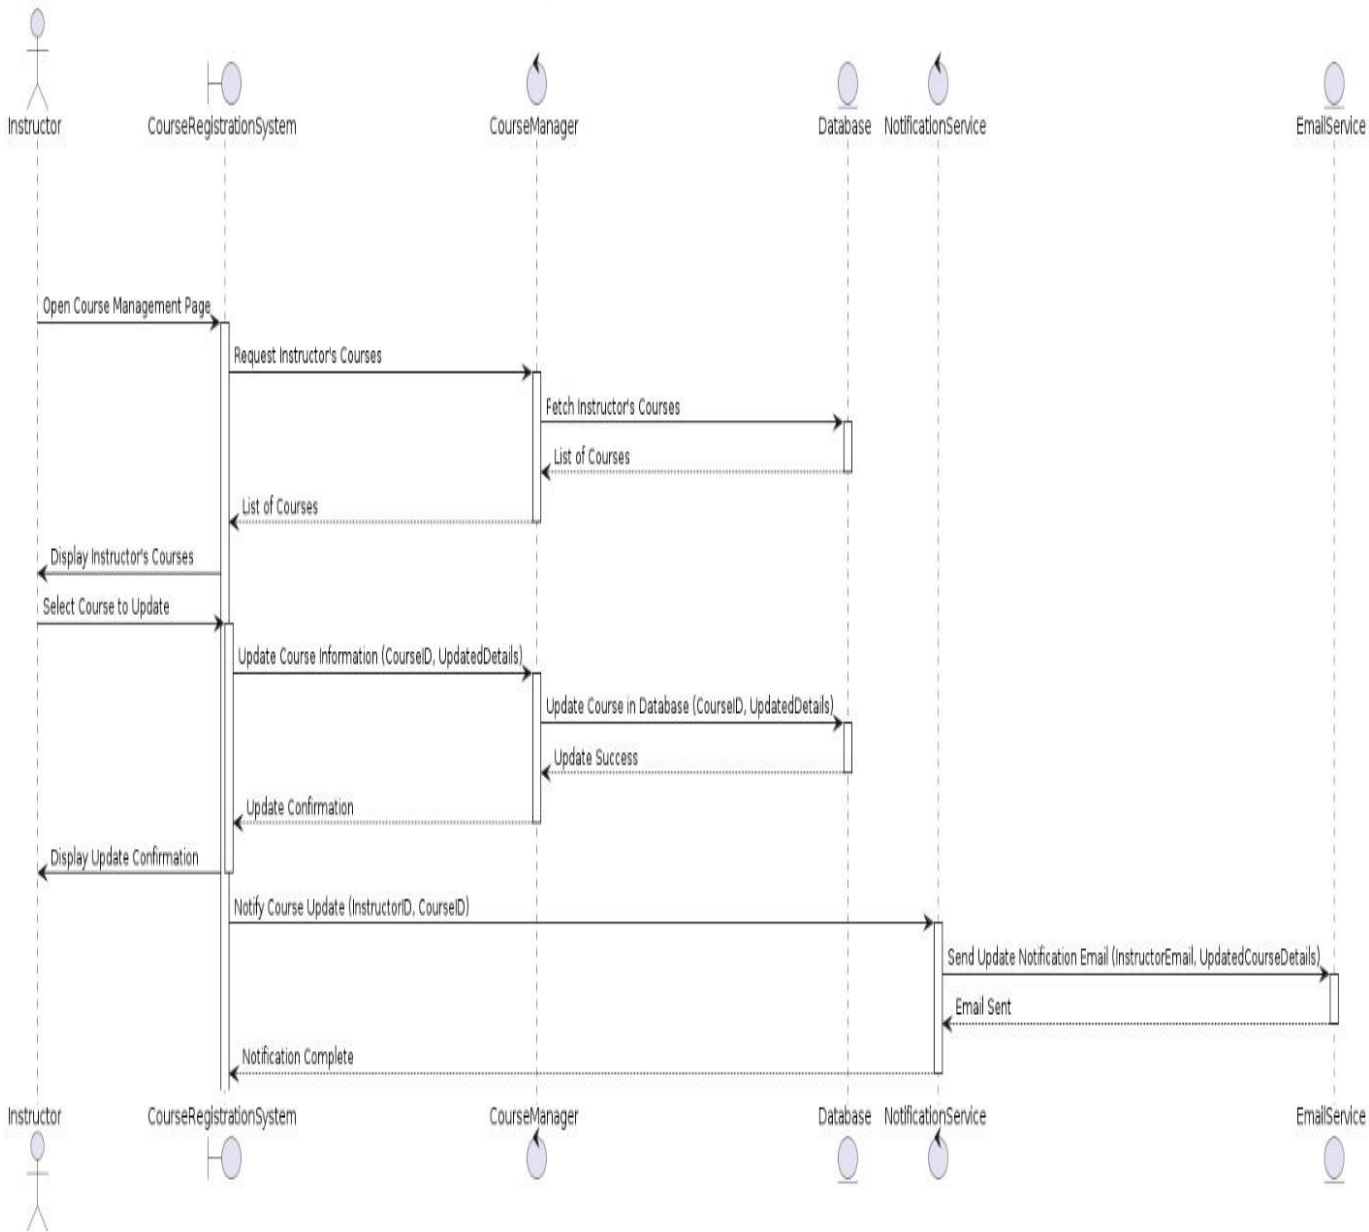 Instructor
CourseRegistrationSystem
CourseManager
Database
NotificationService
EmailService
Open Course Management Page
Request Instructor's Courses
Fetch Instructor's Courses
List of Courses
List of Courses
Display Instructor's Courses
Select Course to Update
Update Course Information (CourseID, UpdatedDetails)
Update Course in Database (CourseID, UpdatedDetails)
Update Success
Update Confirmation
Display Update Confirmation
Notify Course Update (InstructorID, CourseID)
Send Update Notification Email (InstructorEmail, UpdatedCourseDetails)
Email Sent
Notification Complete
Instructor
CourseRegistrationSystem
CourseManager
Database
NotificationService
EmailService